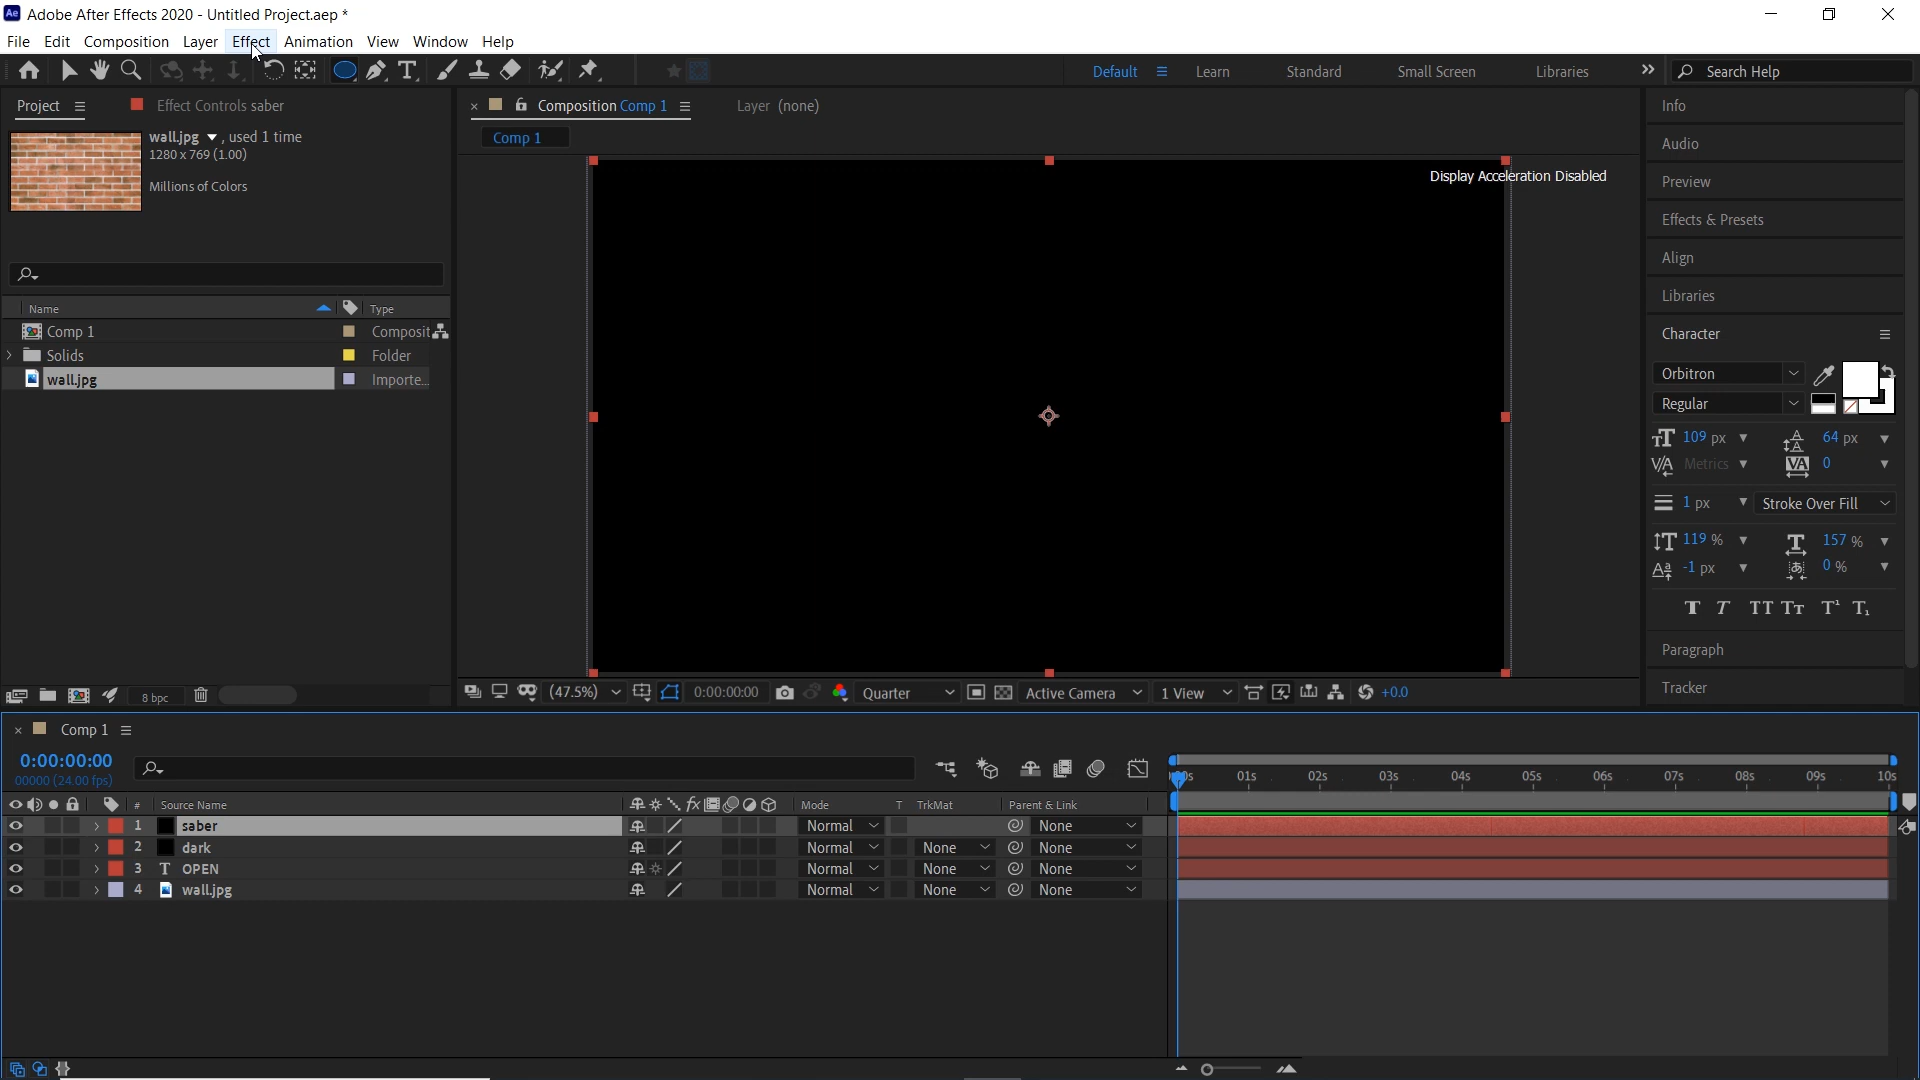 Adobe After Effects 2020 - Untitled Project.aep *
File Edit Composition Layer Effect Animation View Window Help
Default Learn Standard Small Screen Libraries Search Help
Project Effect Controls saber
wall.jpg , used 1 time
1280 x 769 (1.00)
Millions of Colors
Name Type
Comp 1 Composit
Solids Folder
wall.jpg Importe...
8 bpc
Composition Comp 1 Layer (none)
Comp 1
Display Acceleration Disabled
(47.5%) 0:00:00:00 Quarter Active Camera 1 View +0.0
Info
Audio
Preview
Effects & Presets
Align
Libraries
Character
Orbitron
Regular
109 px 64 px
Metrics 0
1 px Stroke Over Fill
119 % 157 %
-1 px 0 %
T T TT Tt T¹ T₁
Paragraph
Tracker
Comp 1
0:00:00:00
00000 (24.00 fps)
01s 02s 03s 04s 05s 06s 07s 08s 09s 10s
# Source Name fx Mode T TrkMat Parent & Link
1 saber Normal None
2 dark Normal None None
3 T OPEN Normal None None
4 wall.jpg Normal None None